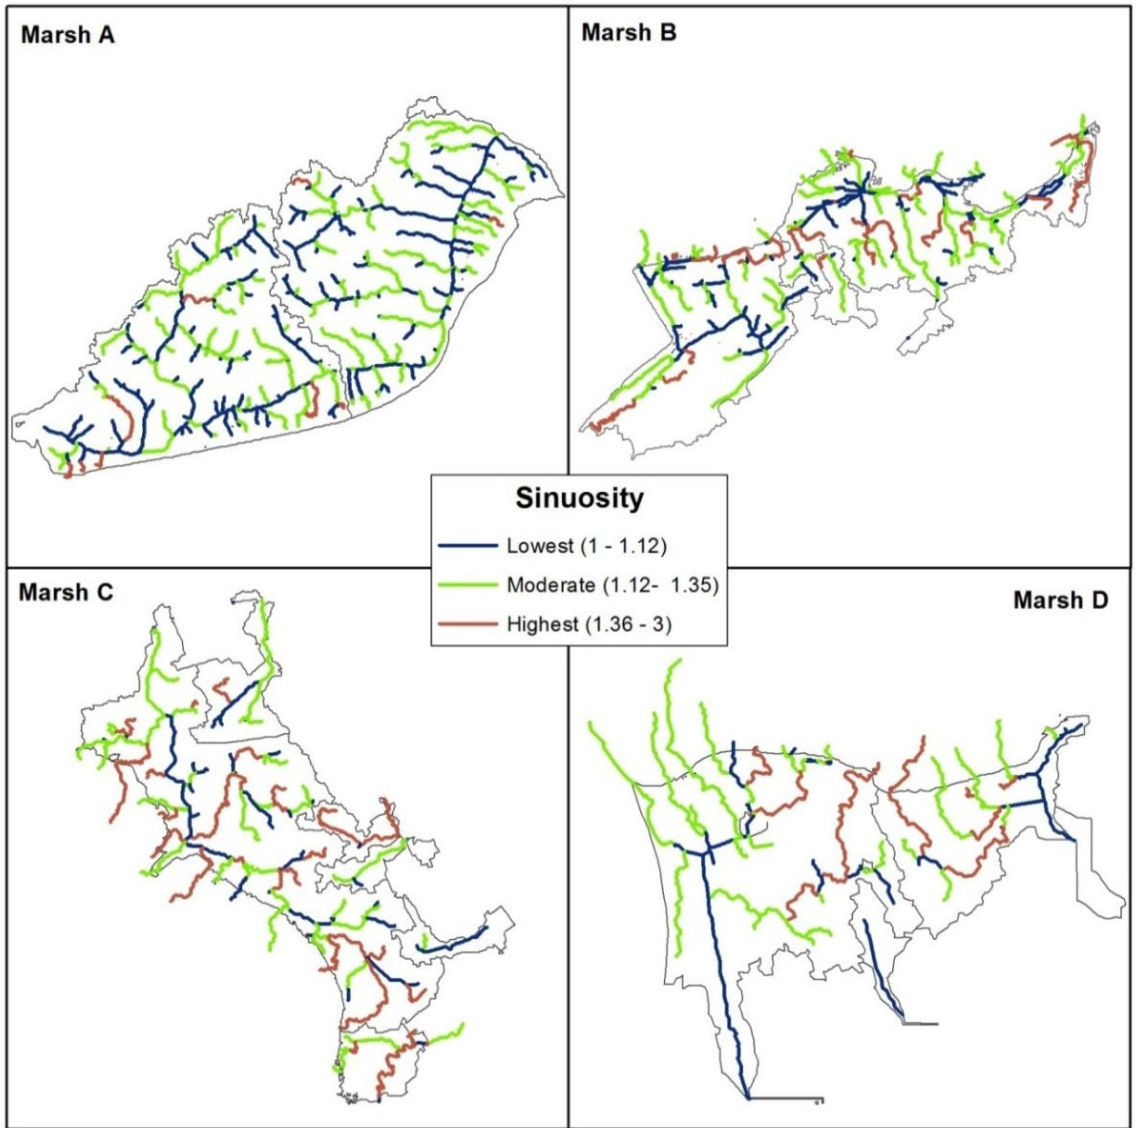 Marsh A
Marsh B
Sinuosity
Lowest (1 - 1.12)
Moderate (1.12-  1.35)
Highest (1.36 - 3)
Marsh C
Marsh D